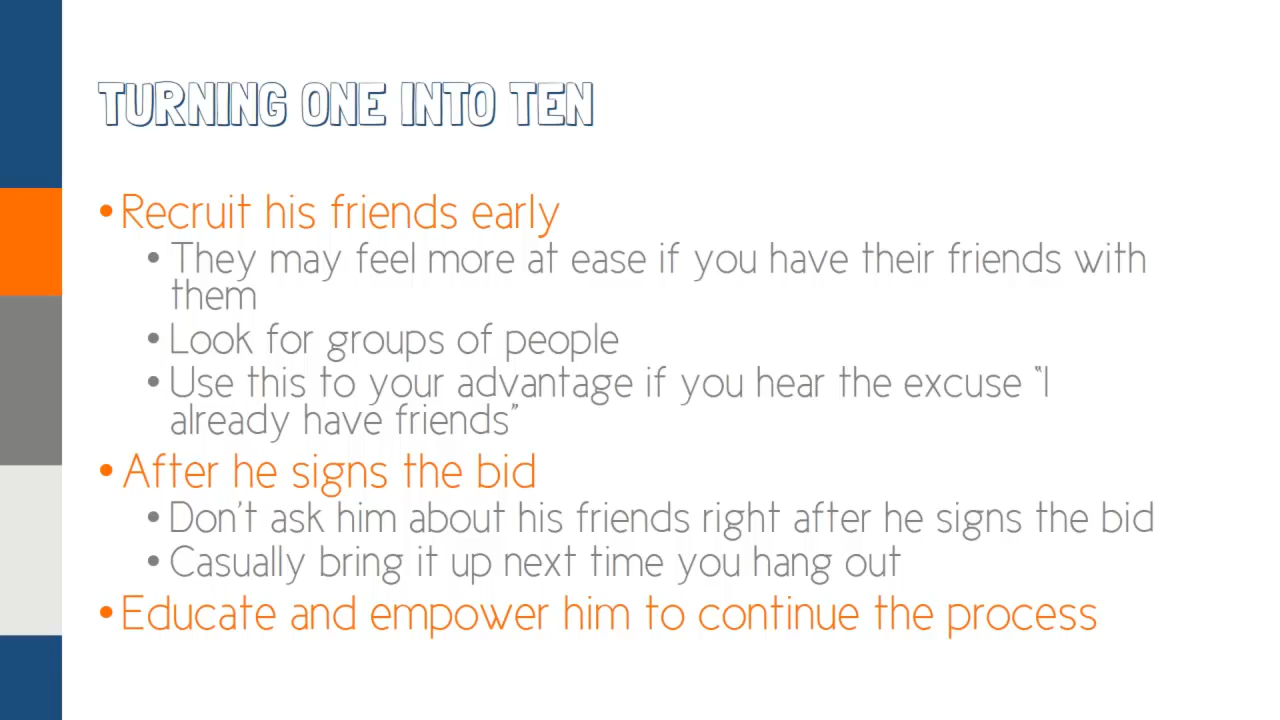 TURNING ONE INTO TEN
•Recruit his friends early
•They may feel more at ease if you have their friends with
them
•Look for groups of people
•Use this to your advantage if you hear the excuse “I
already have friends”
•After he signs the bid
•Don’t ask him about his friends right after he signs the bid
•Casually bring it up next time you hang out
•Educate and empower him to continue the process